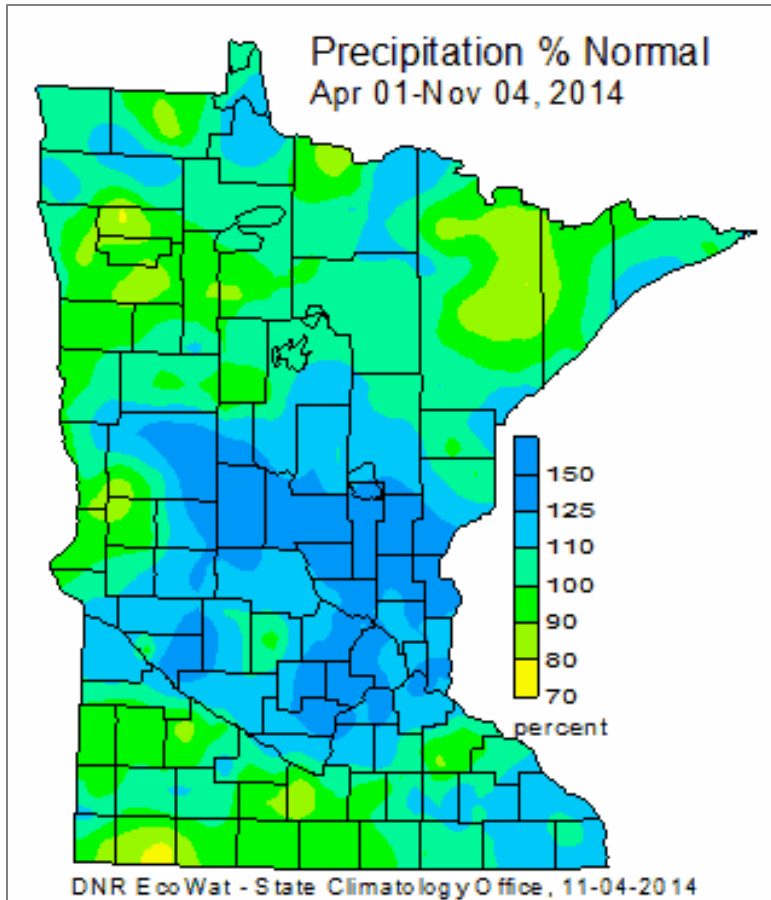 Precipitation % Normal
Apr 01-Nov 04, 2014
150
125
110
100
90
80
70
percent
DNR EcoWat - State Climatology Office, 11-04-2014